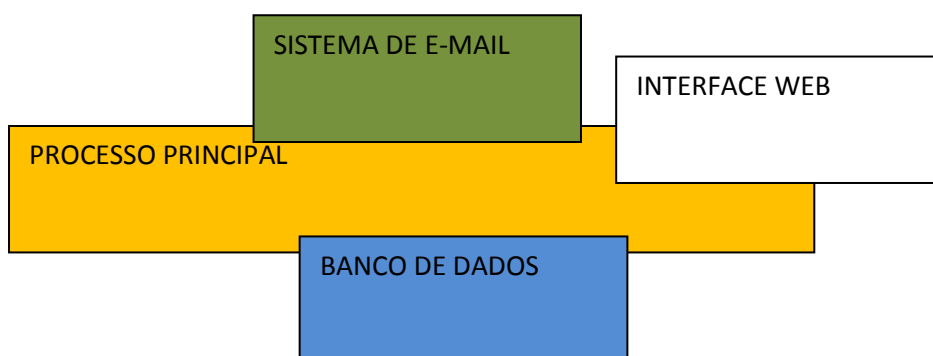 SISTEMA DE E-MAIL
INTERFACE WEB
PROCESSO PRINCIPAL
BANCO DE DADOS